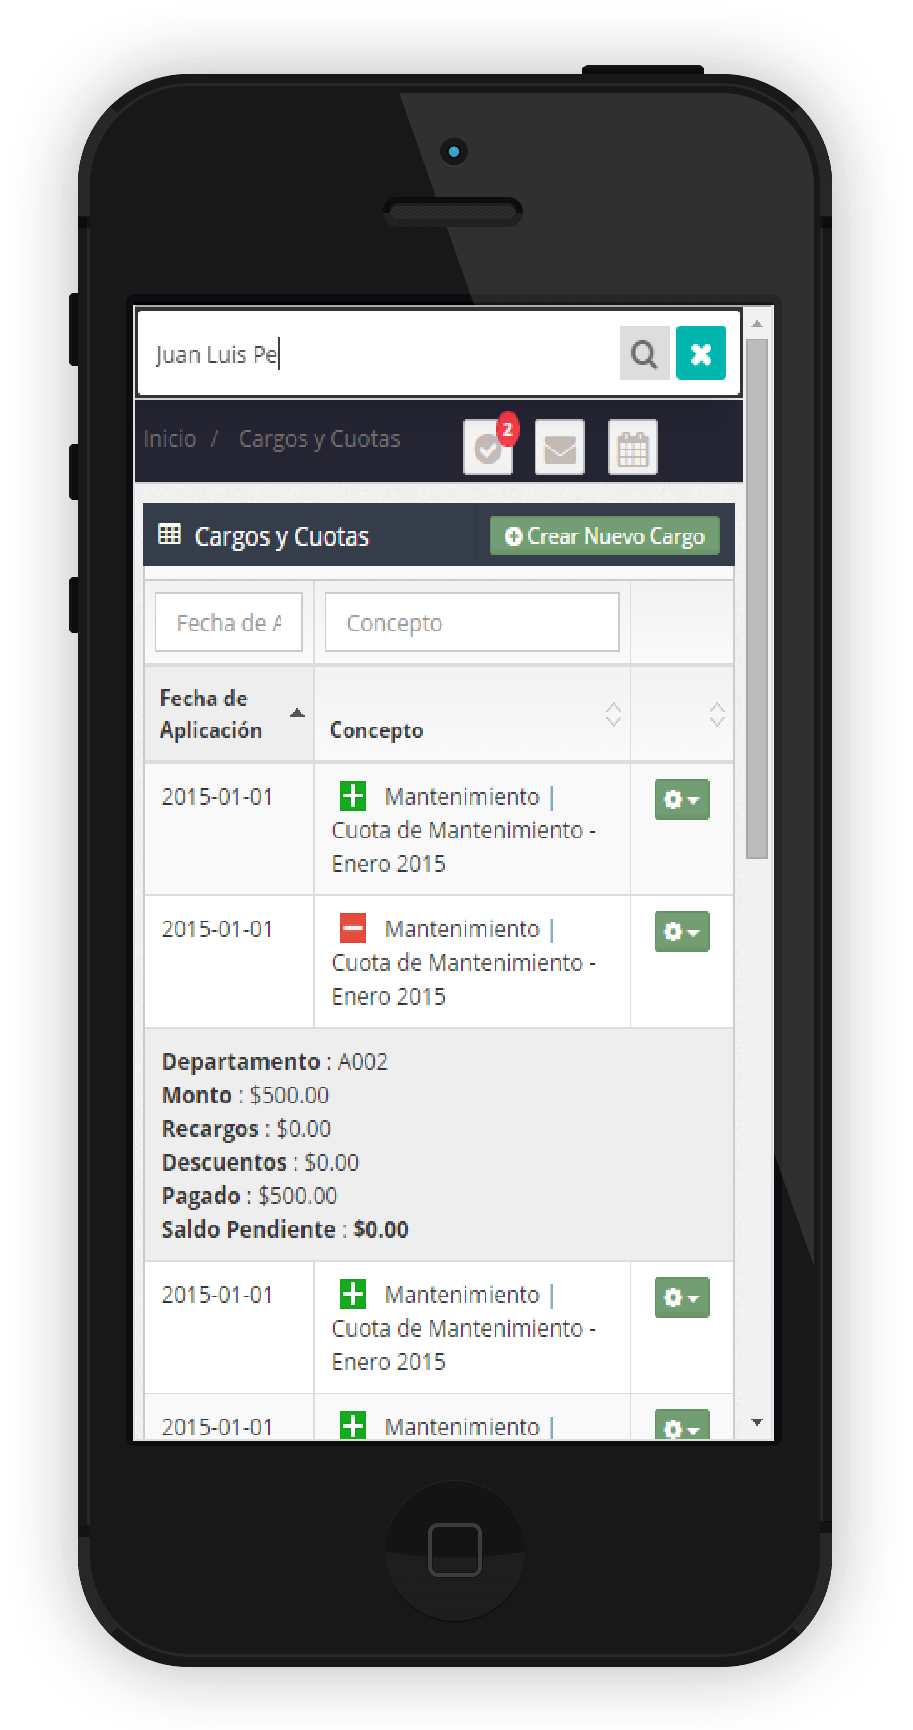 Juan Luis Pe
Inicio / Cargos y Cuotas
2
Cargos y Cuotas
Crear Nuevo Cargo
Fecha de A
Concepto
Fecha de
Aplicación
Concepto
2015-01-01
Mantenimiento |
Cuota de Mantenimiento -
Enero 2015
2015-01-01
Mantenimiento |
Cuota de Mantenimiento -
Enero 2015
Departamento : A002
Monto : $500.00
Recargos : $0.00
Descuentos : $0.00
Pagado : $500.00
Saldo Pendiente : $0.00
2015-01-01
Mantenimiento |
Cuota de Mantenimiento -
Enero 2015
2015-01-01
Mantenimiento |